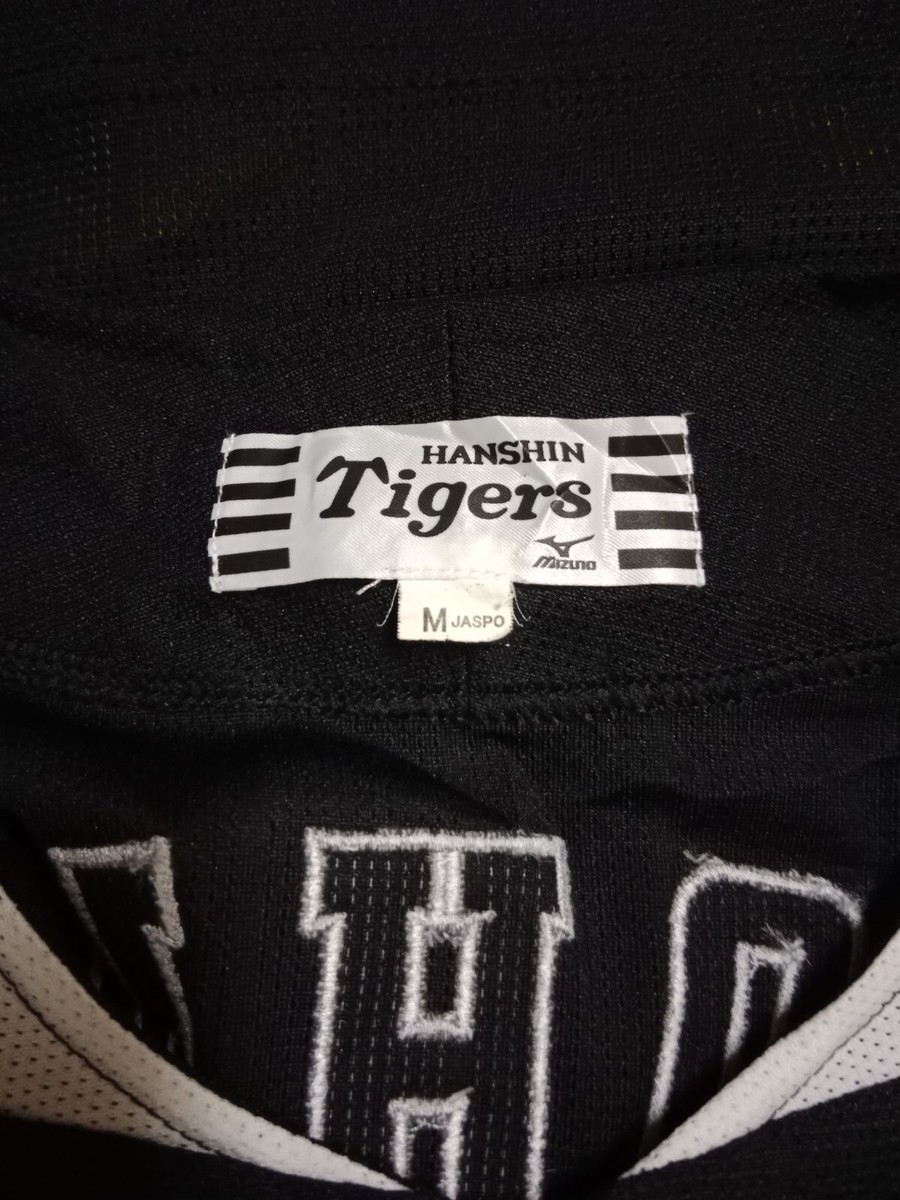 HANSHIN
Tigers
Mizuno
M JASPO
H